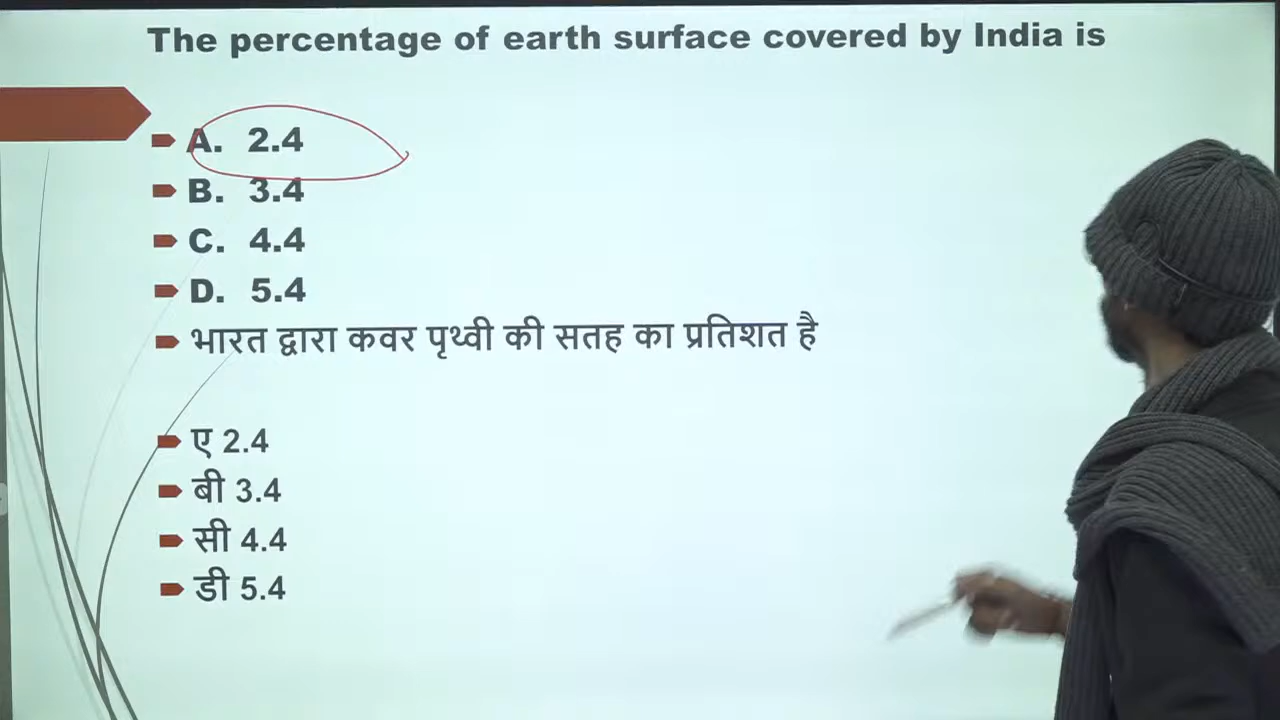 The percentage of earth surface covered by India is
A. 2.4
B. 3.4
C. 4.4
D. 5.4
भारत द्वारा कवर पृथ्वी की सतह का प्रतिशत है
ए 2.4
बी 3.4
सी 4.4
डी 5.4